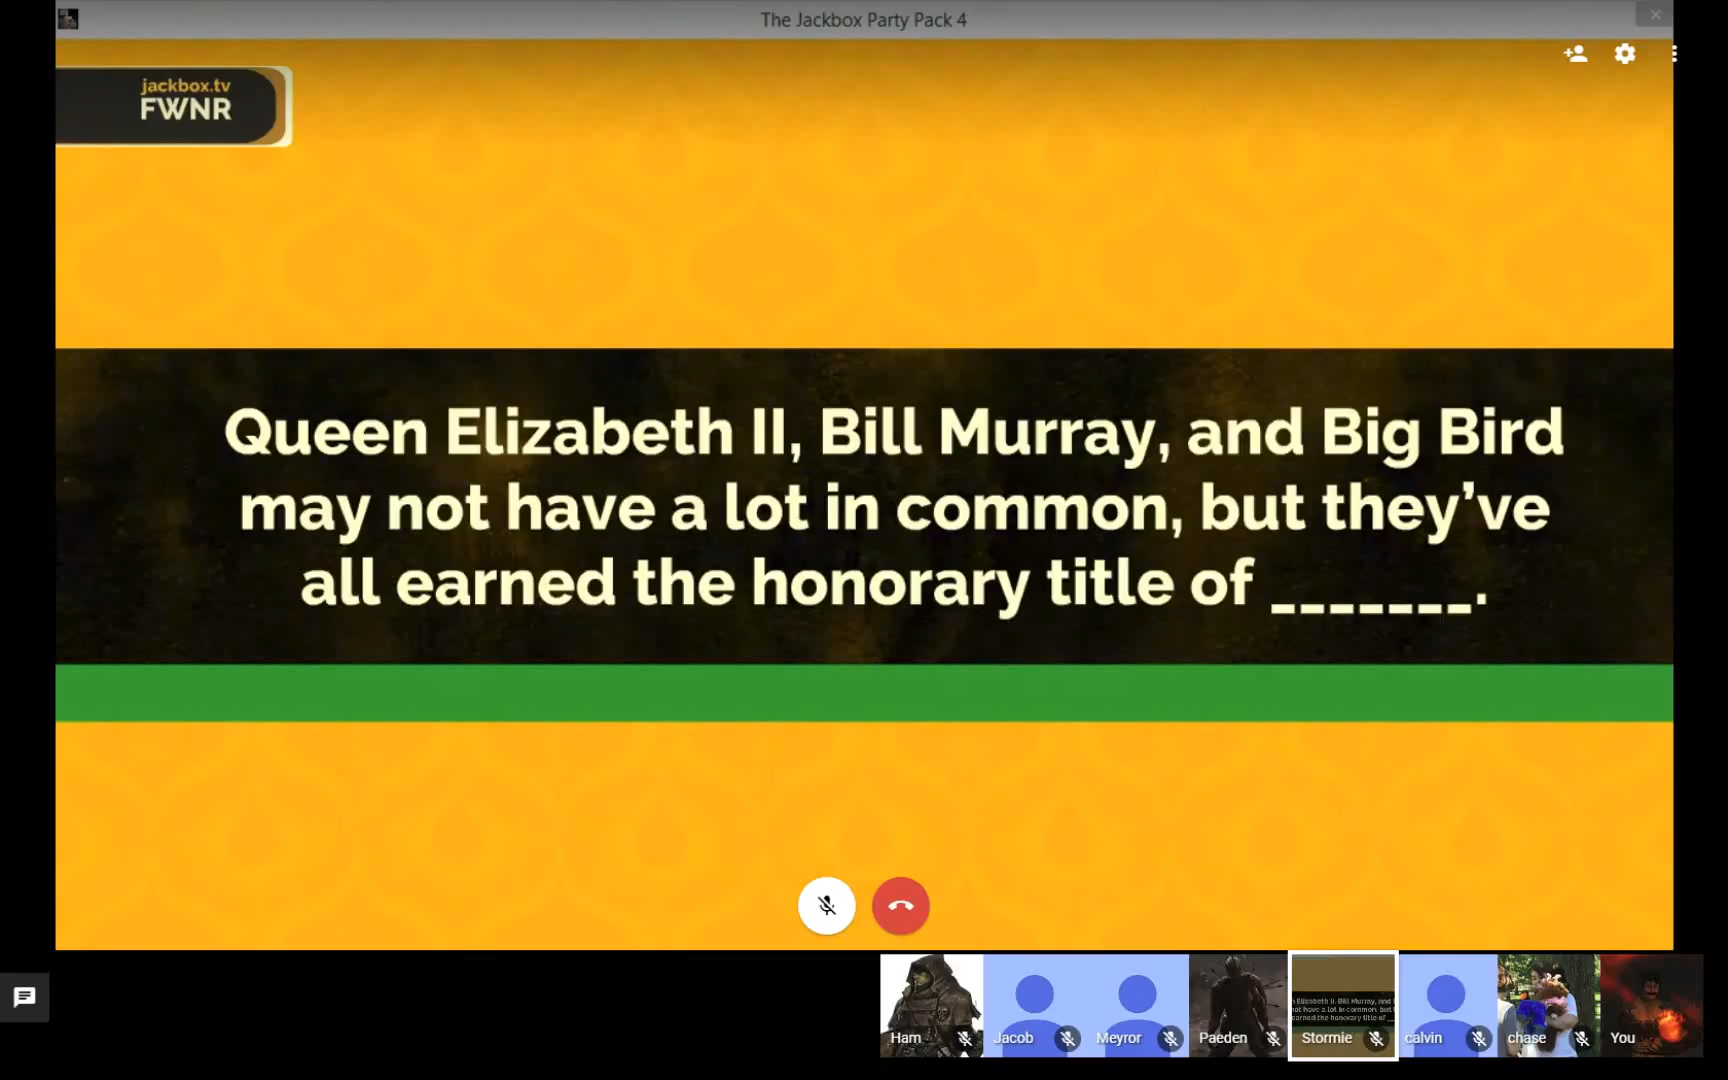 The Jackbox Party Pack 4
jackbox.tv
FWNR
Queen Elizabeth II, Bill Murray, and Big Bird
may not have a lot in common, but they’ve
all earned the honorary title of _______.
Ham
Jacob
Meyror
Paeden
Stormie
calvin
chase
You